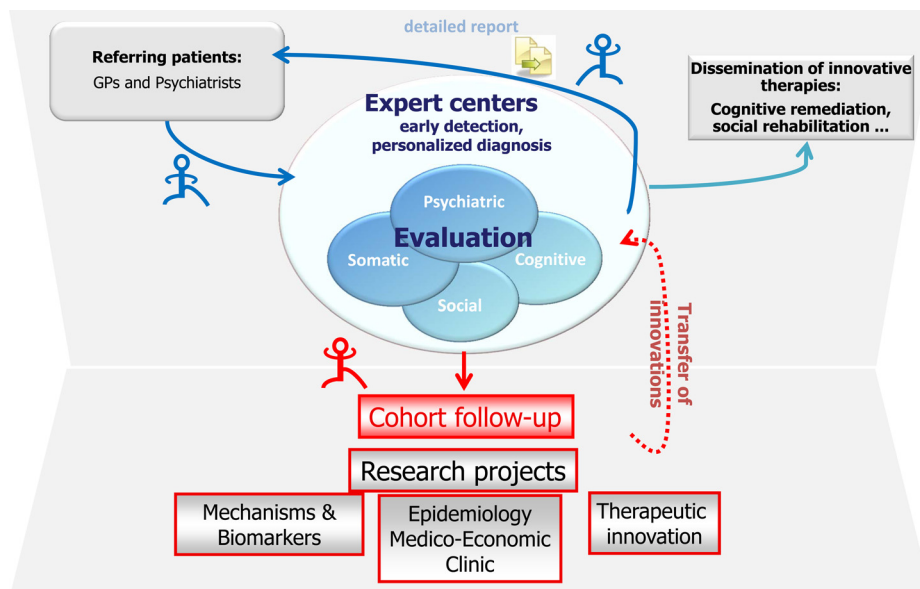 detailed report
Referring patients:
GPs and Psychiatrists
Dissemination of innovative
therapies:
Cognitive remediation,
social rehabilitation ...
Expert centers
early detection,
personalized diagnosis
Psychiatric
Evaluation
Somatic
Cognitive
Social
Transfer of
innovations
Cohort follow-up
Research projects
Mechanisms &
Biomarkers
Epidemiology
Medico-Economic
Clinic
Therapeutic
innovation